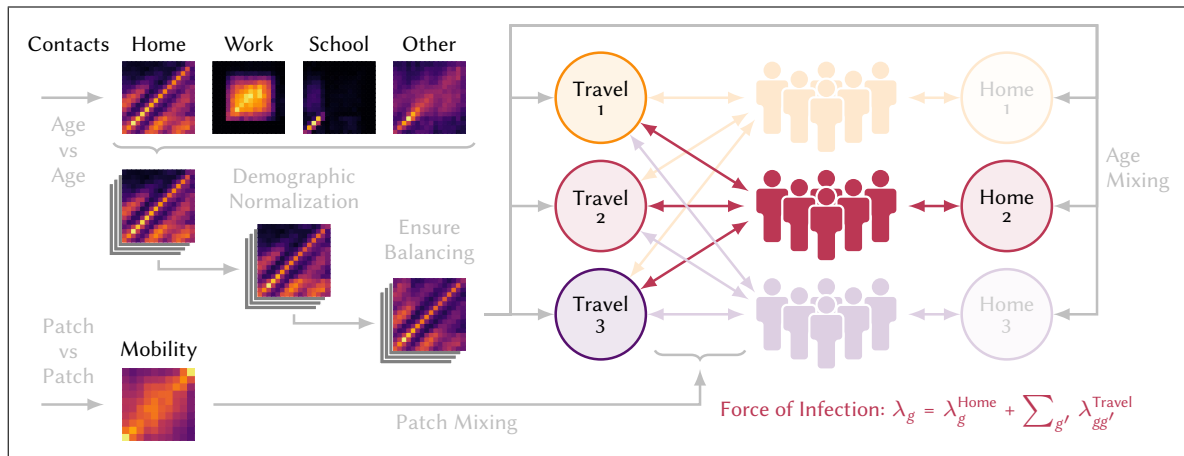 Contacts Home Work School Other
Age
vs
Age
Demographic
Normalization
Ensure
Balancing
Patch
vs
Patch
Mobility
Patch Mixing
Travel
1
Travel
2
Travel
3
Home
1
Home
2
Home
3
Age
Mixing
Force of Infection: λ_g = λ_g^Home + ∑_g′ λ_gg′^Travel